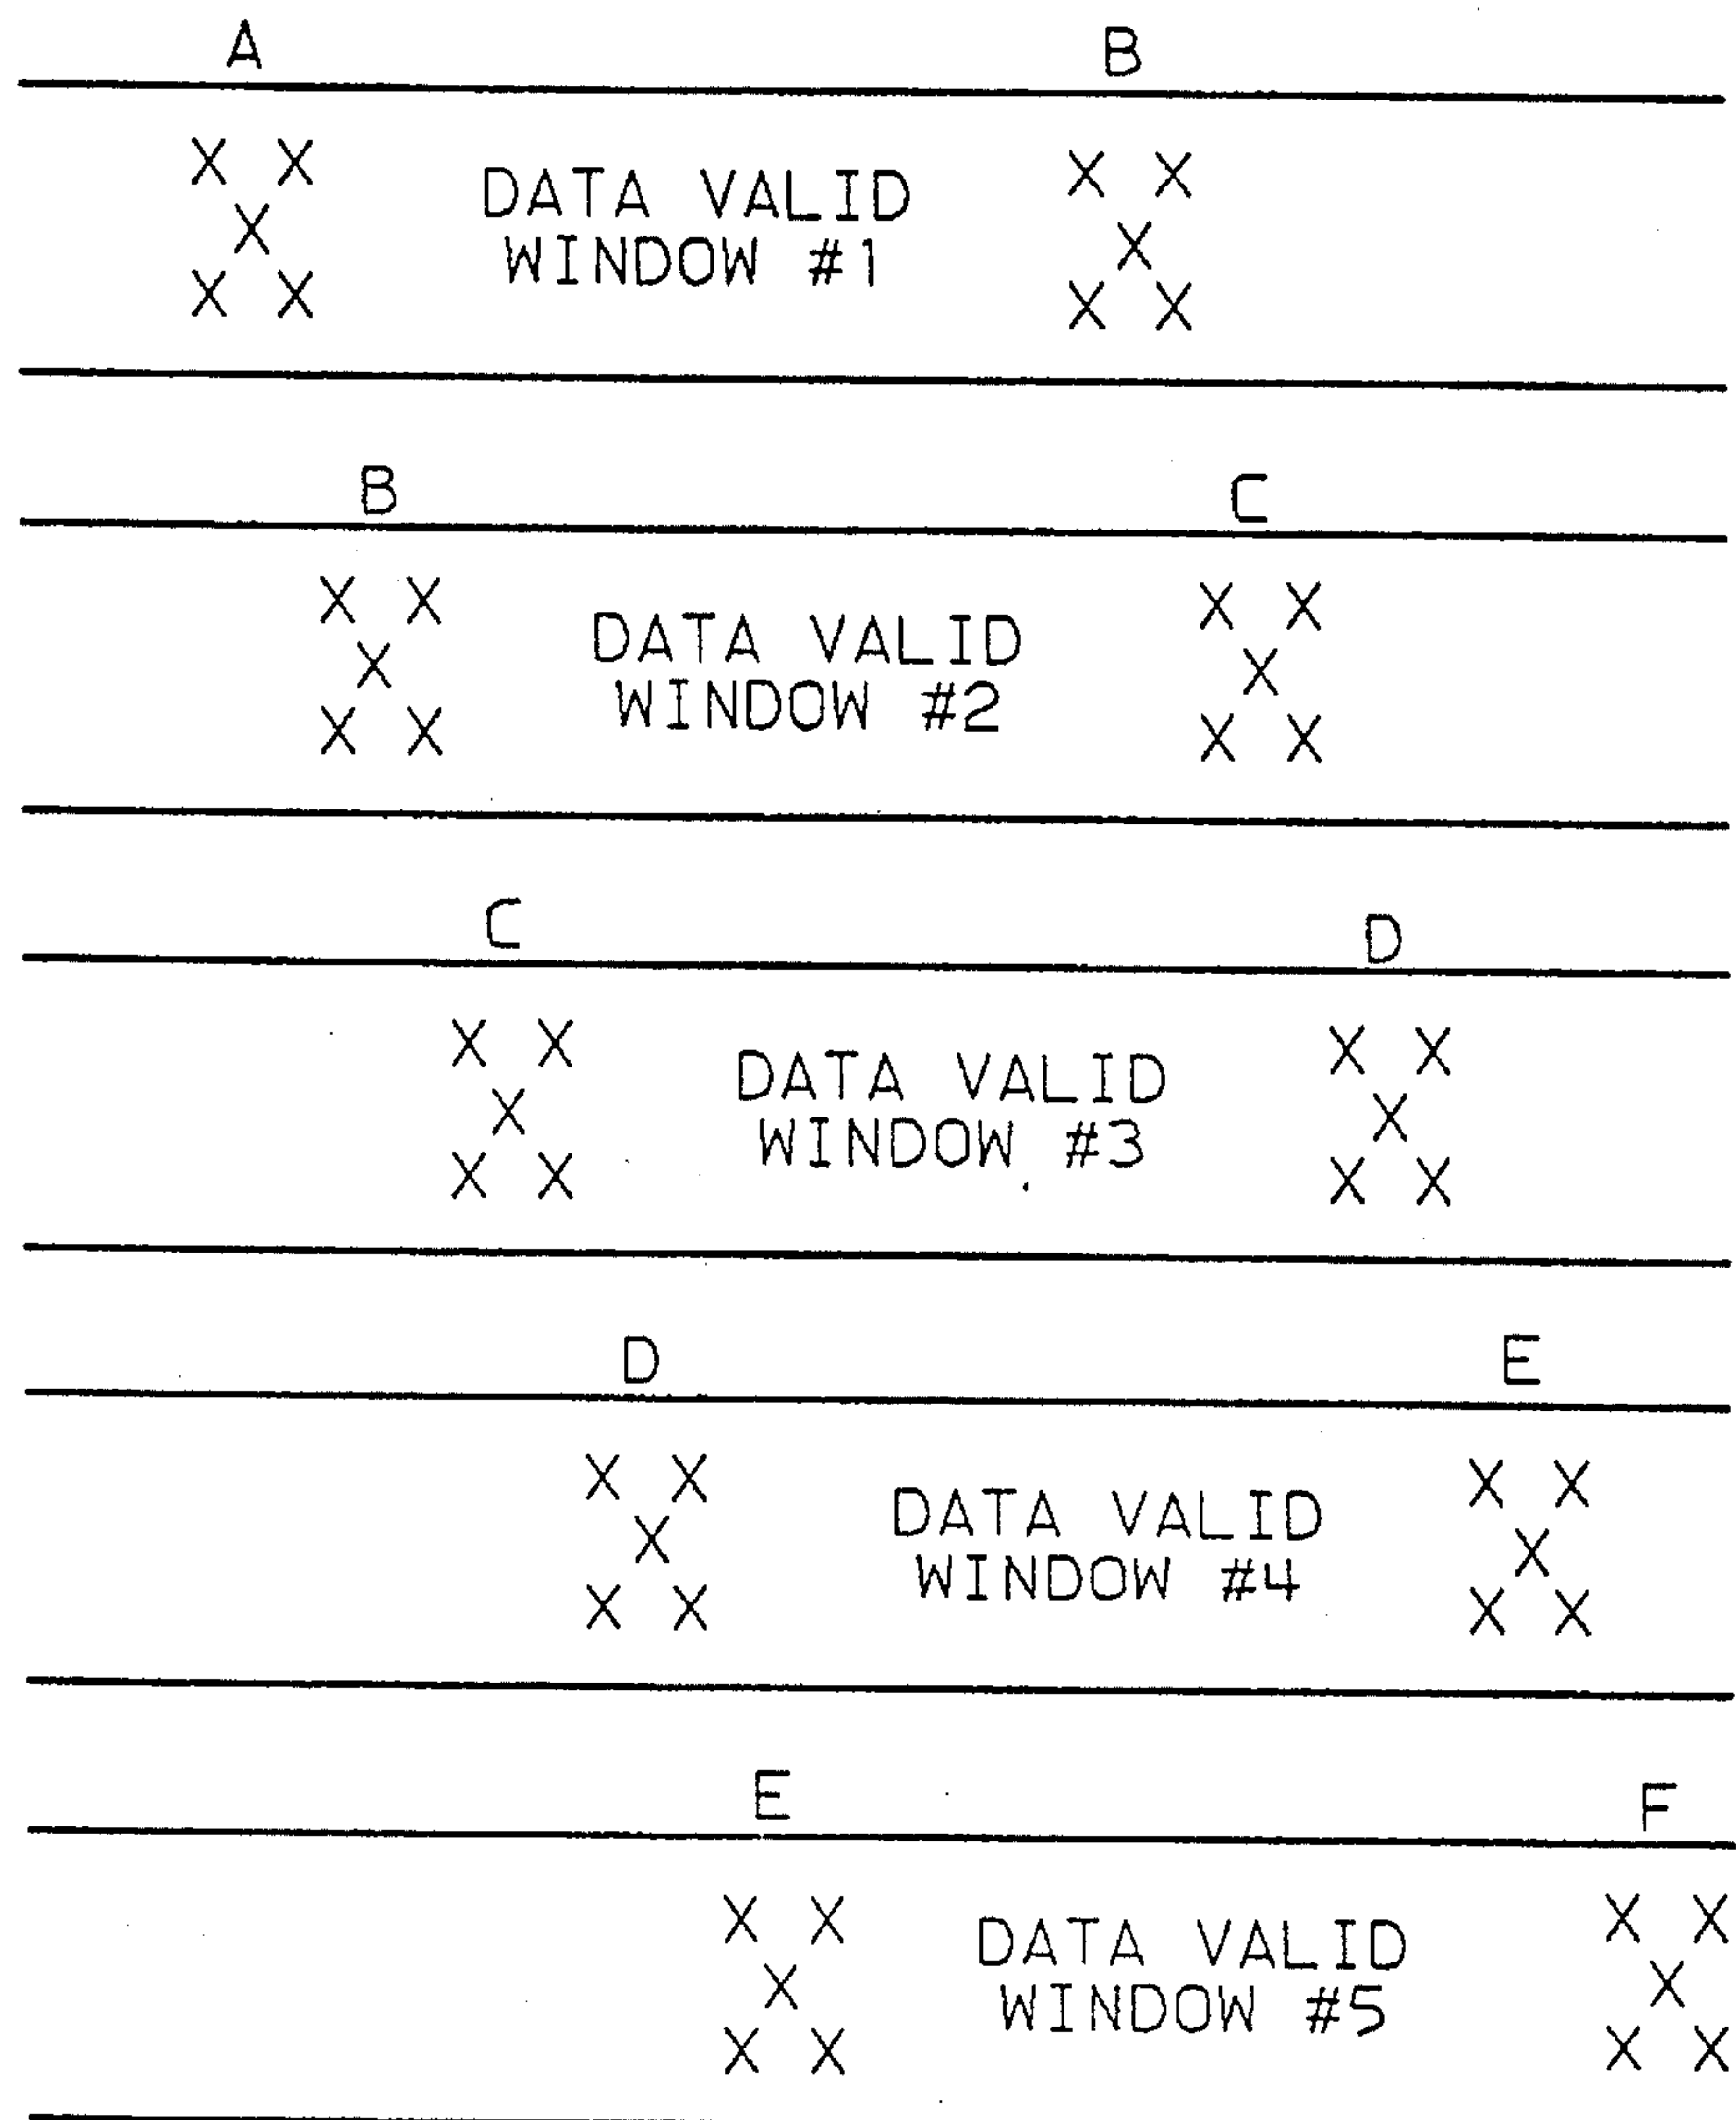 A B
X X X X
DATA VALID
X X
WINDOW #1
X X X X
B C
X X X X
DATA VALID
X X
WINDOW #2
X X X X
C D
X X X X
DATA VALID
X X
WINDOW #3
X X X X
D E
X X X X
DATA VALID
X X
WINDOW #4
X X X X
E F
X X X X
DATA VALID
X X
WINDOW #5
X X X X